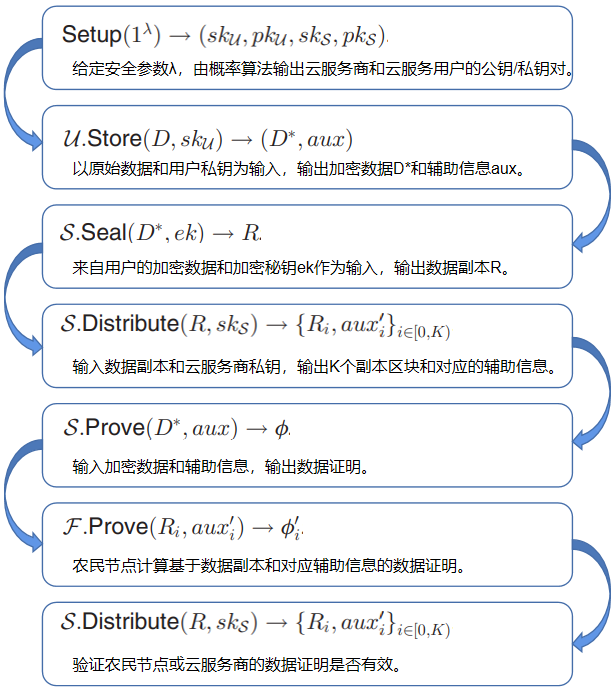 Setup(1^λ) → (sk_𝒰, pk_𝒰, sk_𝒮, pk_𝒮).
给定安全参数λ，由概率算法输出云服务商和云服务用户的公钥/私钥对。
𝒰.Store(D, sk_𝒰) → (D*, aux)
以原始数据和用户私钥为输入，输出加密数据D*和辅助信息aux。
𝒮.Seal(D*, ek) → R.
来自用户的加密数据和加密秘钥ek作为输入，输出数据副本R。
𝒮.Distribute(R, sk_𝒮) → {R_i, aux'_i}_{i∈[0,K)}
输入数据副本和云服务商私钥，输出K个副本区块和对应的辅助信息。
𝒮.Prove(D*, aux) → ϕ.
输入加密数据和辅助信息，输出数据证明。
ℱ.Prove(R_i, aux'_i) → ϕ'_i.
农民节点计算基于数据副本和对应辅助信息的数据证明。
𝒮.Distribute(R, sk_𝒮) → {R_i, aux'_i}_{i∈[0,K)}
验证农民节点或云服务商的数据证明是否有效。